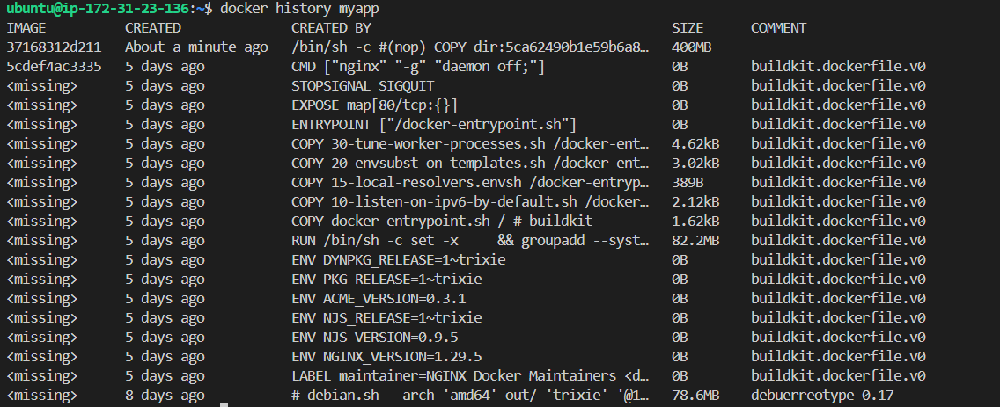 ubuntu@ip-172-31-23-136:~$ docker history myapp
IMAGE CREATED CREATED BY SIZE COMMENT
37168312d211 About a minute ago /bin/sh -c #(nop) COPY dir:5ca62490b1e59b6a8… 400MB
5cdef4ac3335 5 days ago CMD ["nginx" "-g" "daemon off;"] 0B buildkit.dockerfile.v0
<missing> 5 days ago STOPSIGNAL SIGQUIT 0B buildkit.dockerfile.v0
<missing> 5 days ago EXPOSE map[80/tcp:{}] 0B buildkit.dockerfile.v0
<missing> 5 days ago ENTRYPOINT ["/docker-entrypoint.sh"] 0B buildkit.dockerfile.v0
<missing> 5 days ago COPY 30-tune-worker-processes.sh /docker-ent… 4.62kB buildkit.dockerfile.v0
<missing> 5 days ago COPY 20-envsubst-on-templates.sh /docker-ent… 3.02kB buildkit.dockerfile.v0
<missing> 5 days ago COPY 15-local-resolvers.envsh /docker-entryp… 389B buildkit.dockerfile.v0
<missing> 5 days ago COPY 10-listen-on-ipv6-by-default.sh /docker… 2.12kB buildkit.dockerfile.v0
<missing> 5 days ago COPY docker-entrypoint.sh / # buildkit 1.62kB buildkit.dockerfile.v0
<missing> 5 days ago RUN /bin/sh -c set -x && groupadd --syst… 82.2MB buildkit.dockerfile.v0
<missing> 5 days ago ENV DYNPKG_RELEASE=1~trixie 0B buildkit.dockerfile.v0
<missing> 5 days ago ENV PKG_RELEASE=1~trixie 0B buildkit.dockerfile.v0
<missing> 5 days ago ENV ACME_VERSION=0.3.1 0B buildkit.dockerfile.v0
<missing> 5 days ago ENV NJS_RELEASE=1~trixie 0B buildkit.dockerfile.v0
<missing> 5 days ago ENV NJS_VERSION=0.9.5 0B buildkit.dockerfile.v0
<missing> 5 days ago ENV NGINX_VERSION=1.29.5 0B buildkit.dockerfile.v0
<missing> 5 days ago LABEL maintainer=NGINX Docker Maintainers <d… 0B buildkit.dockerfile.v0
<missing> 8 days ago # debian.sh --arch 'amd64' out/ 'trixie' '@1… 78.6MB debuerreotype 0.17